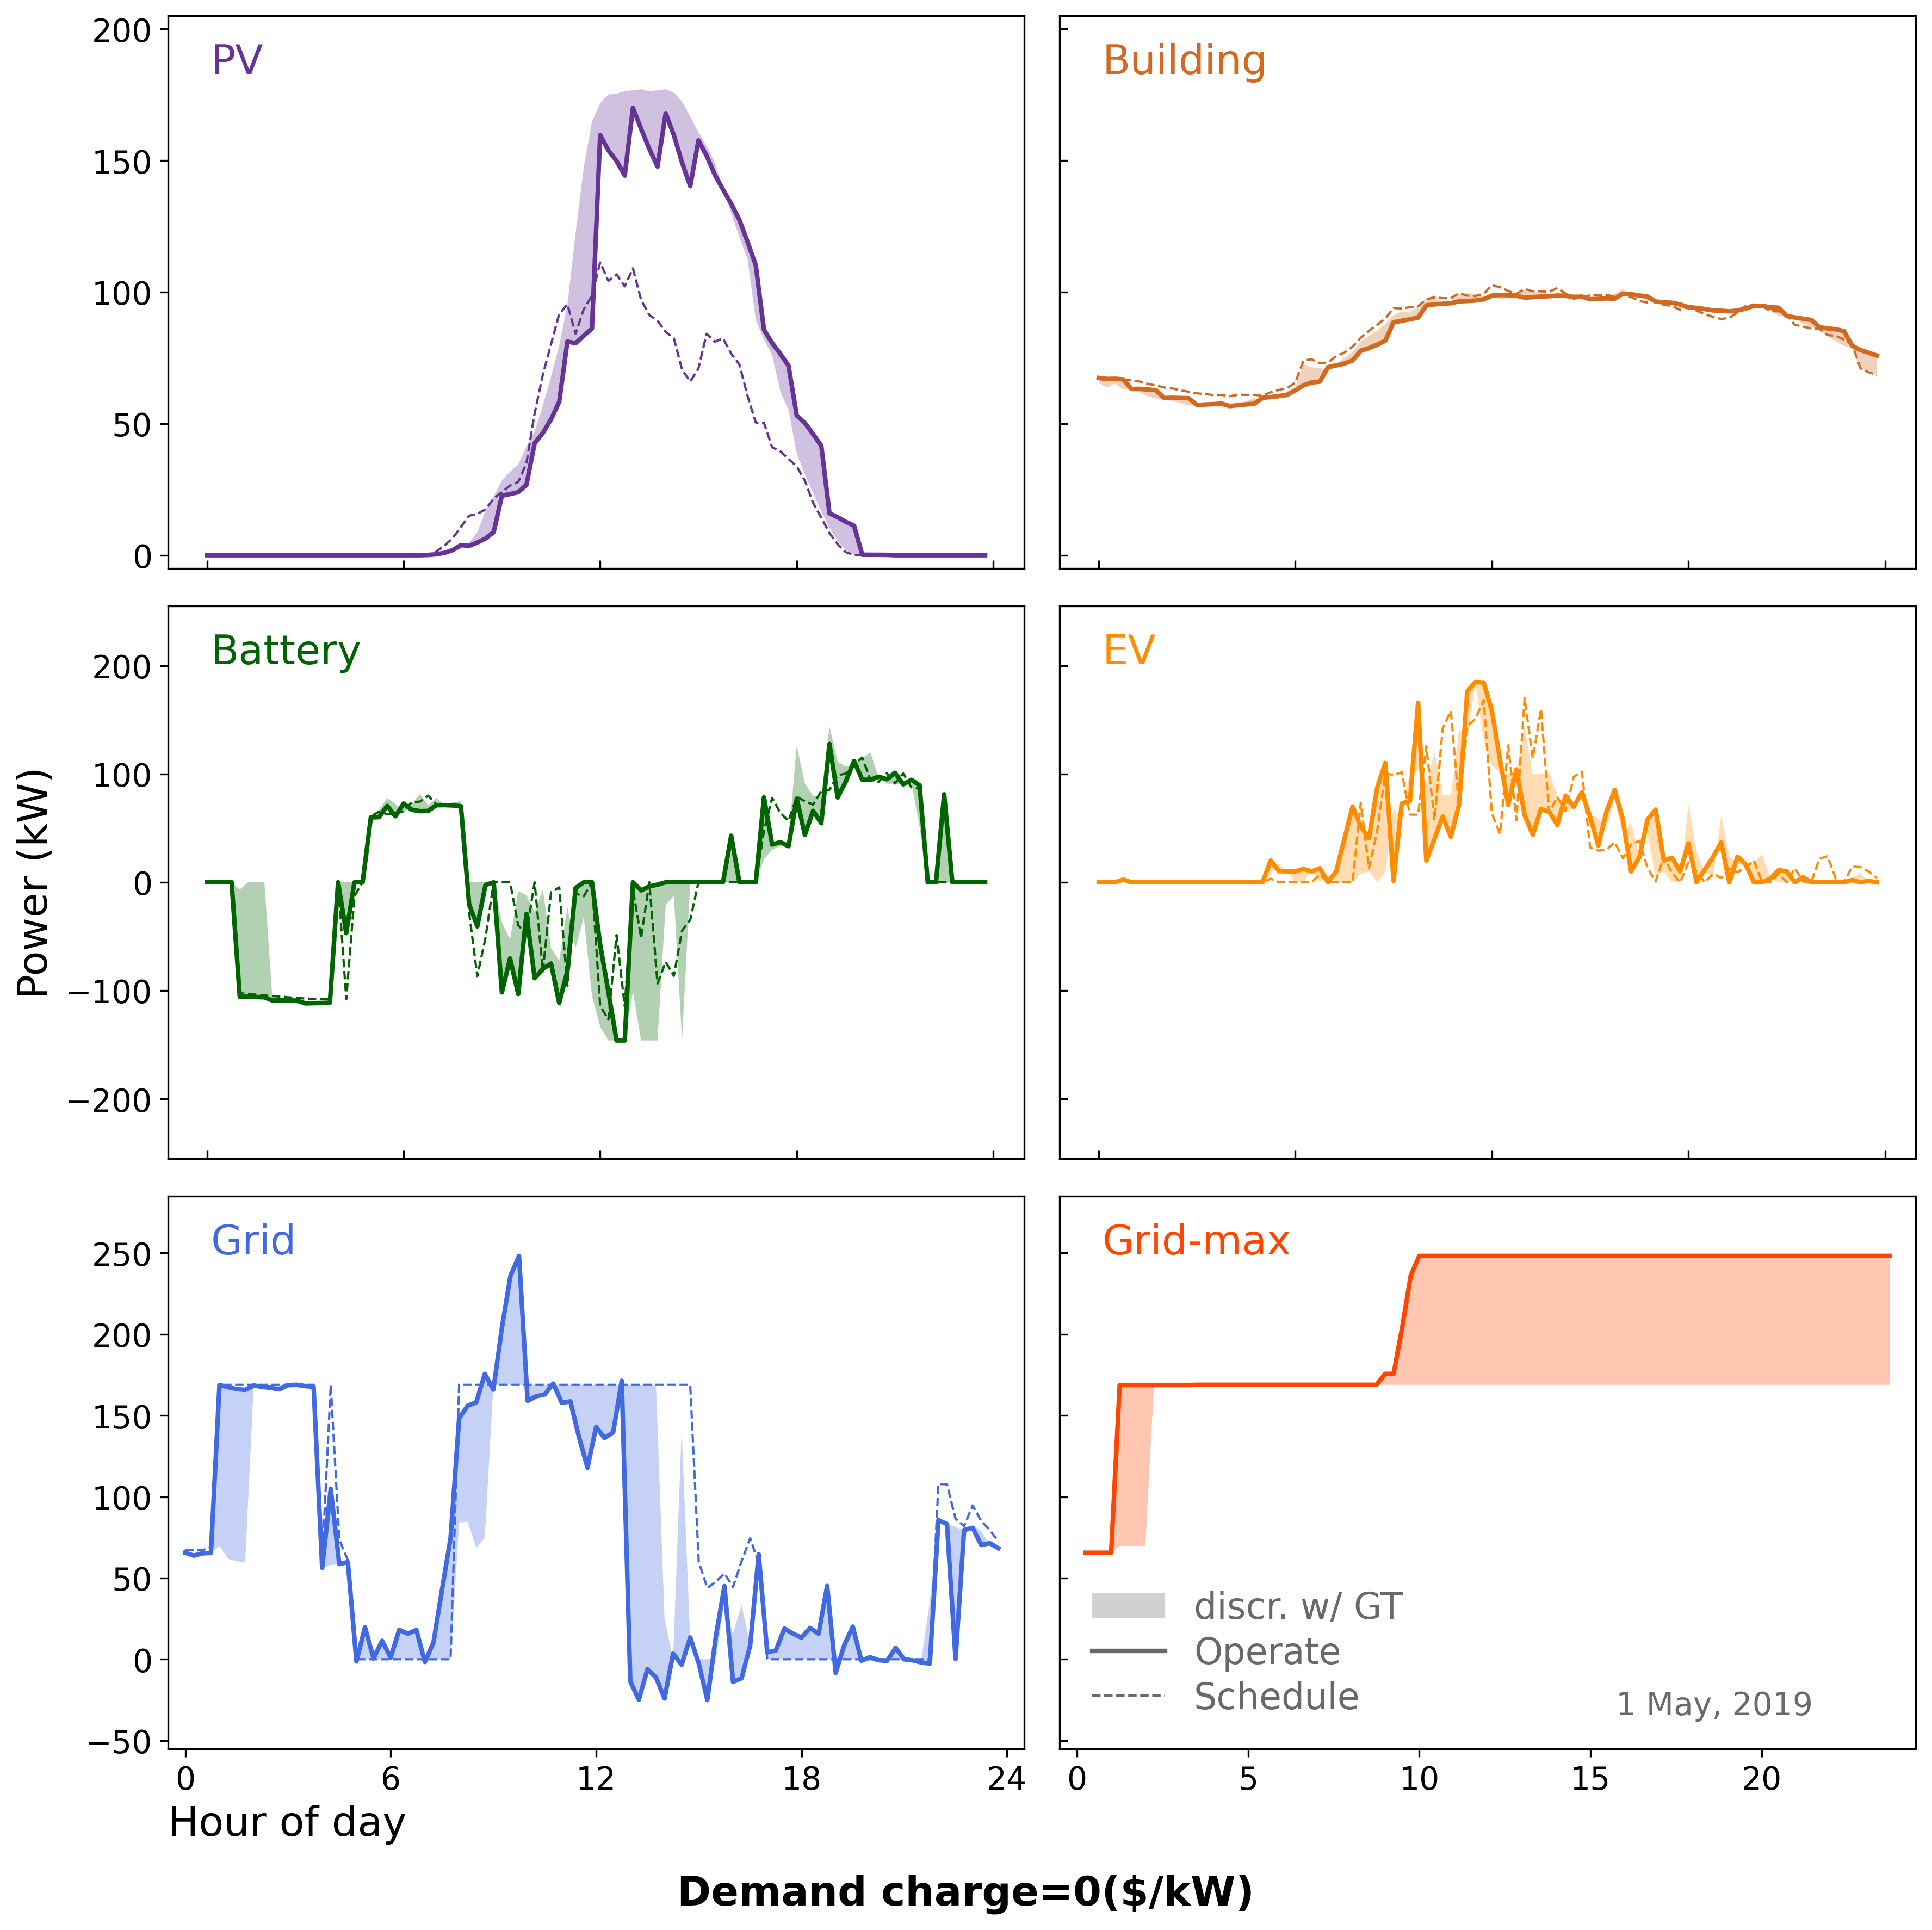 PV
200
150
100
50
0
Building
Power (kW)
Battery
200
100
0
−100
−200
EV
Grid
250
200
150
100
50
0
−50
0 6 12 18 24
Hour of day
Grid-max
discr. w/ GT
Operate
Schedule
1 May, 2019
0 5 10 15 20
Demand charge=0($/kW)